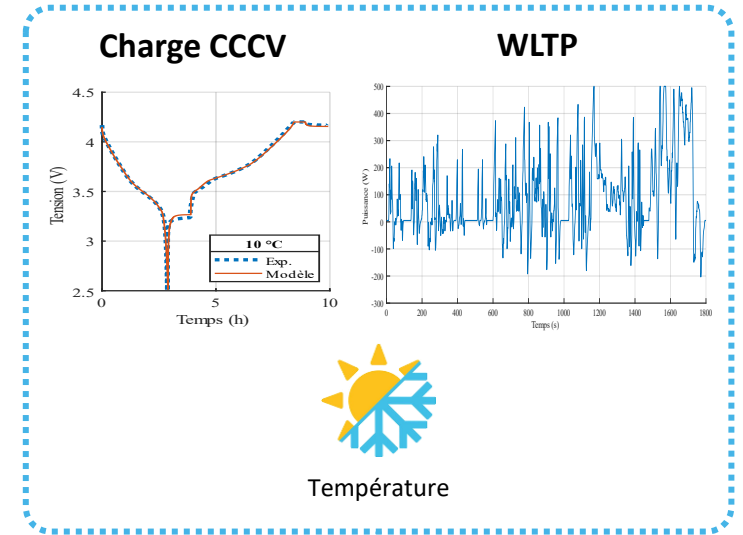 Charge CCCV
WLTP
4.5
4
3.5
3
2.5
Tension (V)
0
5
10
Temps (h)
10 °C
Exp.
Modèle
500
400
300
200
100
0
-100
-200
-300
Puissance (W)
0
200
400
600
800
1000
1200
1400
1600
1800
Temps (s)
Température